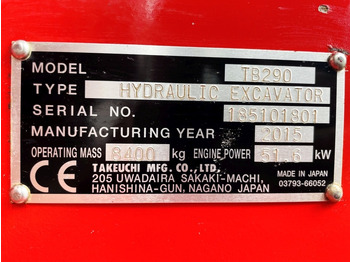 MODEL TB290
TYPE HYDRAULIC EXCAVATOR
SERIAL NO. 185101801
MANUFACTURING YEAR 2015
OPERATING MASS 8400 kg ENGINE POWER 51.6 kW
CE TAKEUCHI MFG. CO., LTD.
205 UWADAIRA SAKAKI-MACHI,
HANISHINA-GUN, NAGANO JAPAN
MADE IN JAPAN
03793-66052